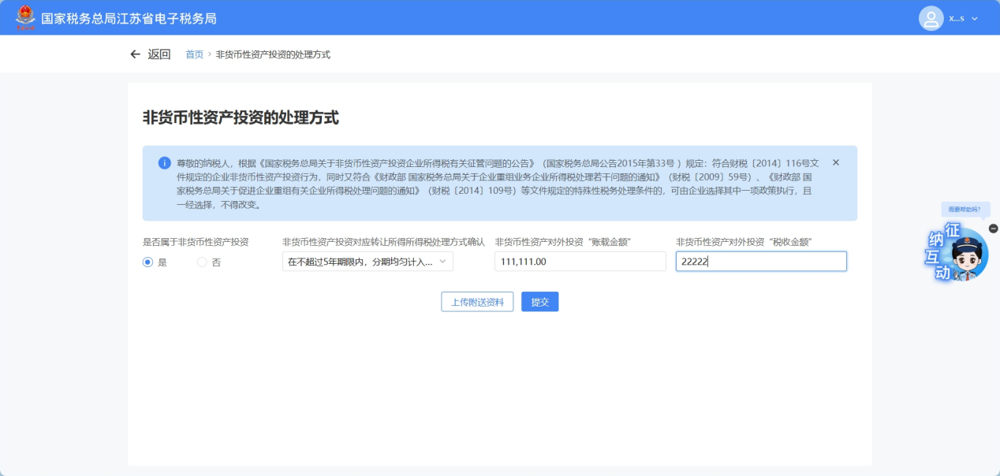 国家税务总局江苏省电子税务局
x...s
返回 首页 › 非货币性资产投资的处理方式
非货币性资产投资的处理方式
尊敬的纳税人，根据《国家税务总局关于非货币性资产投资企业所得税有关征管问题的公告》（国家税务总局公告2015年第33号 ）规定：符合财税〔2014〕116号文
件规定的企业非货币性资产投资行为，同时又符合《财政部 国家税务总局关于企业重组业务企业所得税处理若干问题的通知》（财税〔2009〕59号）、《财政部 国
家税务总局关于促进企业重组有关企业所得税处理问题的通知》（财税〔2014〕109号）等文件规定的特殊性税务处理条件的，可由企业选择其中一项政策执行，且
一经选择，不得改变。
需要帮助吗?
征纳互动
是否属于非货币性资产投资 非货币性资产投资对应转让所得所得税处理方式确认 非货币性资产对外投资“账载金额” 非货币性资产对外投资“税收金额”
是 否 在不超过5年期限内，分期均匀计入... 111,111.00 22222
上传附送资料 提交